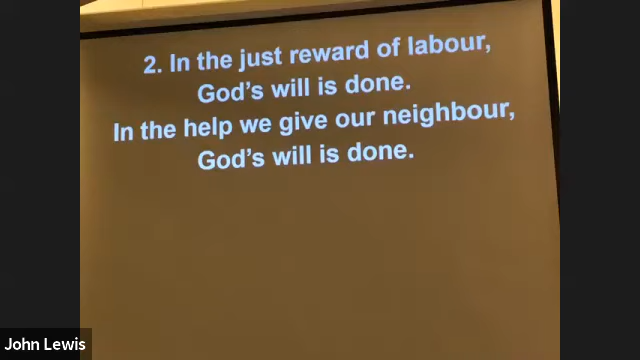 2. In the just reward of labour,
God's will is done.
In the help we give our neighbour,
God's will is done.
John Lewis